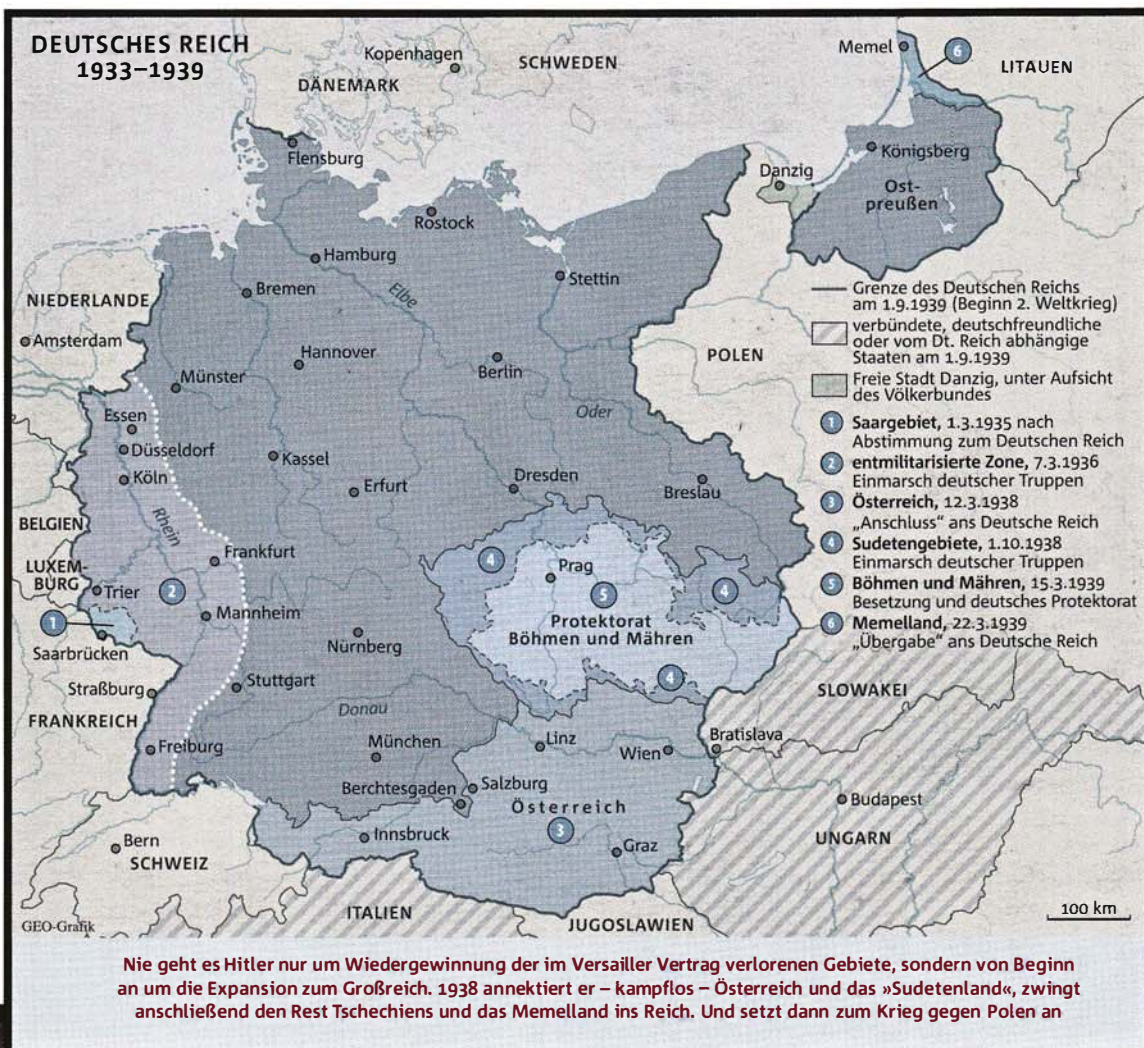 DEUTSCHES REICH
1933–1939
Kopenhagen
SCHWEDEN
DÄNEMARK
Memel
6
LITAUEN
Flensburg
Königsberg
Danzig
Ost-
preußen
Rostock
Hamburg
Stettin
Bremen
Elbe
NIEDERLANDE
Amsterdam
Hannover
Berlin
POLEN
Münster
Oder
Essen
Düsseldorf
Köln
Kassel
Erfurt
Dresden
Breslau
BELGIEN
Rhein
LUXEM-
BURG
Frankfurt
4
Prag
5
4
Trier
2
Mannheim
1
Protektorat
Böhmen und Mähren
Saarbrücken
Nürnberg
4
Straßburg
Stuttgart
FRANKREICH
Donau
Linz
Wien
Bratislava
SLOWAKEI
Freiburg
München
Berchtesgaden
Salzburg
Österreich
3
Budapest
Innsbruck
Graz
UNGARN
Bern
SCHWEIZ
ITALIEN
JUGOSLAWIEN
GEO-Grafik
100 km
Grenze des Deutschen Reichs
am 1.9.1939 (Beginn 2. Weltkrieg)
verbündete, deutschfreundliche
oder vom Dt. Reich abhängige
Staaten am 1.9.1939
Freie Stadt Danzig, unter Aufsicht
des Völkerbundes
1 Saargebiet, 1.3.1935 nach
Abstimmung zum Deutschen Reich
2 entmilitarisierte Zone, 7.3.1936
Einmarsch deutscher Truppen
3 Österreich, 12.3.1938
„Anschluss" ans Deutsche Reich
4 Sudetengebiete, 1.10.1938
Einmarsch deutscher Truppen
5 Böhmen und Mähren, 15.3.1939
Besetzung und deutsches Protektorat
6 Memelland, 22.3.1939
„Übergabe" ans Deutsche Reich
Nie geht es Hitler nur um Wiedergewinnung der im Versailler Vertrag verlorenen Gebiete, sondern von Beginn
an um die Expansion zum Großreich. 1938 annektiert er – kampflos – Österreich und das »Sudetenland«, zwingt
anschließend den Rest Tschechiens und das Memelland ins Reich. Und setzt dann zum Krieg gegen Polen an